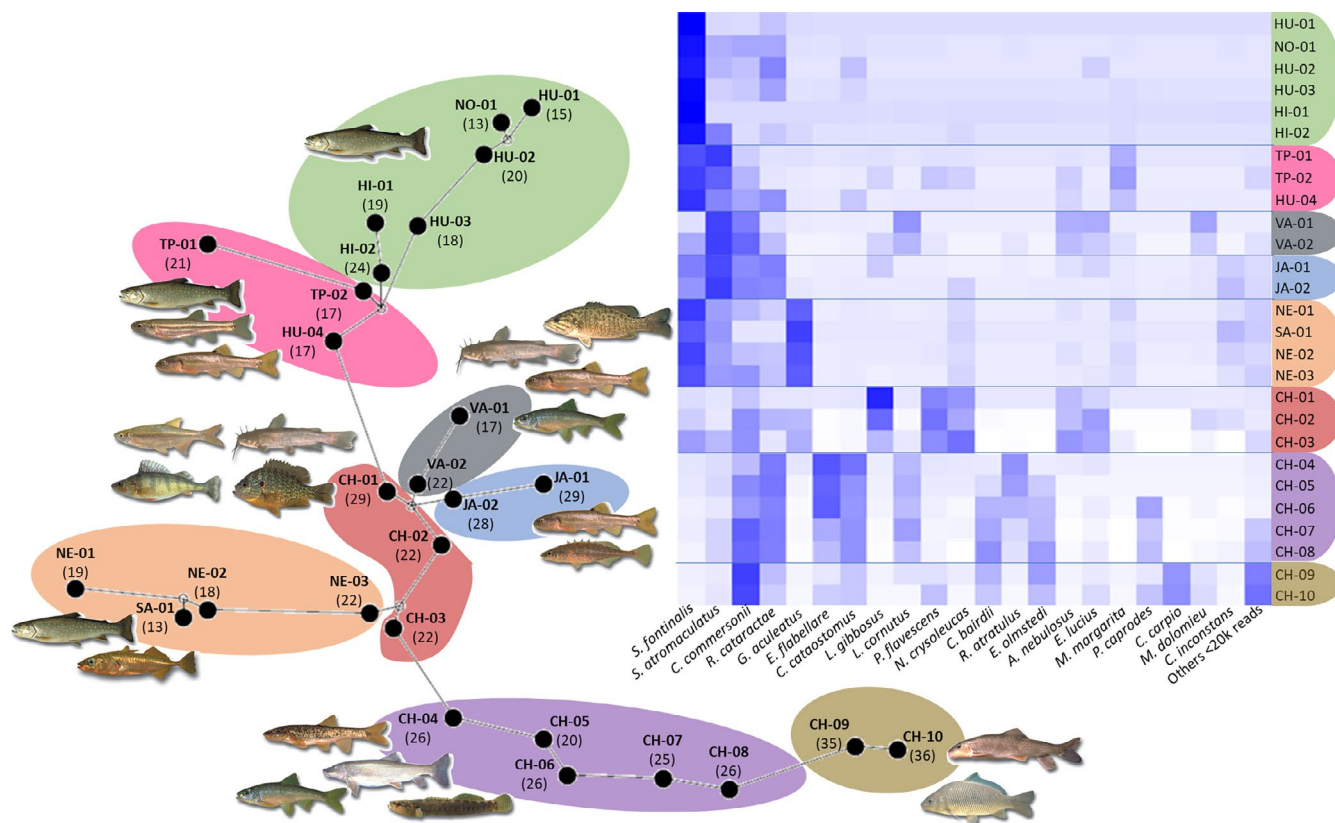 NO-01
(13)
HU-01
(15)
HU-02
(20)
HI-01
(19)
HU-03
(18)
HI-02
(24)
TP-01
(21)
TP-02
(17)
HU-04
(17)
VA-01
(17)
VA-02
(22)
CH-01
(29)
JA-01
(29)
JA-02
(28)
CH-02
(22)
NE-01
(19)
NE-02
(18)
SA-01
(13)
NE-03
(22)
CH-03
(22)
CH-04
(26)
CH-05
(20)
CH-06
(26)
CH-07
(25)
CH-08
(26)
CH-09
(35)
CH-10
(36)
HU-01
NO-01
HU-02
HU-03
HI-01
HI-02
TP-01
TP-02
HU-04
VA-01
VA-02
JA-01
JA-02
NE-01
SA-01
NE-02
NE-03
CH-01
CH-02
CH-03
CH-04
CH-05
CH-06
CH-07
CH-08
CH-09
CH-10
S. fontinalis
S. atromaculatus
C. commersonii
R. cataractae
G. aculeatus
E. flabellare
C. catostomus
L. gibbosus
L. cornutus
P. flavescens
N. crysoleucas
C. bairdii
R. atratulus
E. olmstedi
A. nebulosus
E. lucius
M. margarita
P. caprodes
C. carpio
M. dolomieu
C. inconstans
Others <20k reads